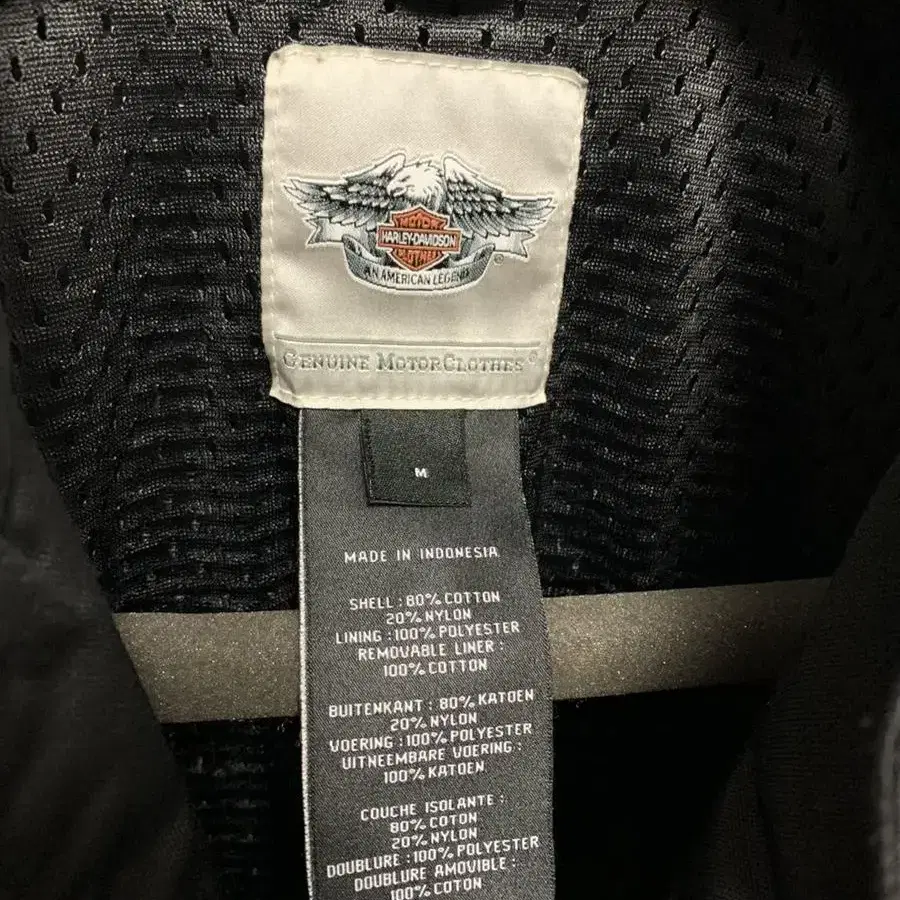 MOTOR
HARLEY-DAVIDSON
CLOTHES
AN AMERICAN LEGEND
®
GENUINE MOTORCLOTHES®
M
MADE IN INDONESIA
SHELL : 80% COTTON
20% NYLON
LINING : 100% POLYESTER
REMOVABLE LINER :
100% COTTON
BUITENKANT : 80% KATOEN
20% NYLON
VOERING : 100% POLYESTER
UITNEEMBARE VOERING :
100% KATOEN
COUCHE ISOLANTE :
80% COTON
20% NYLON
DOUBLURE : 100% POLYESTER
DOUBLURE AMOVIBLE :
100% COTON